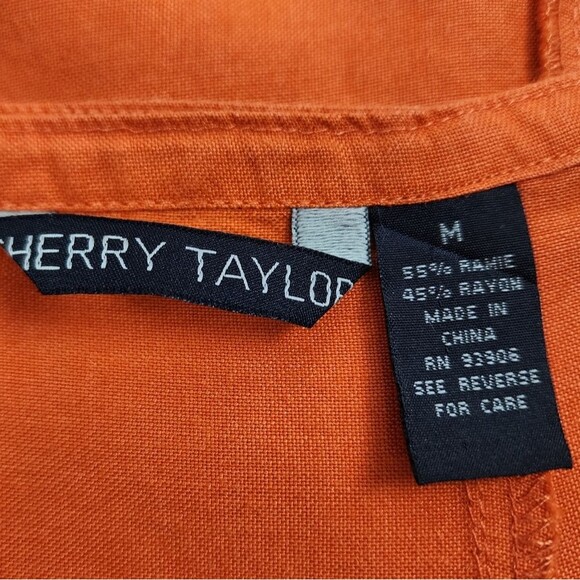 HERRY TAYLOR
M
55% RAMIE
45% RAYON
MADE IN
CHINA
RN 93906
SEE REVERSE
FOR CARE